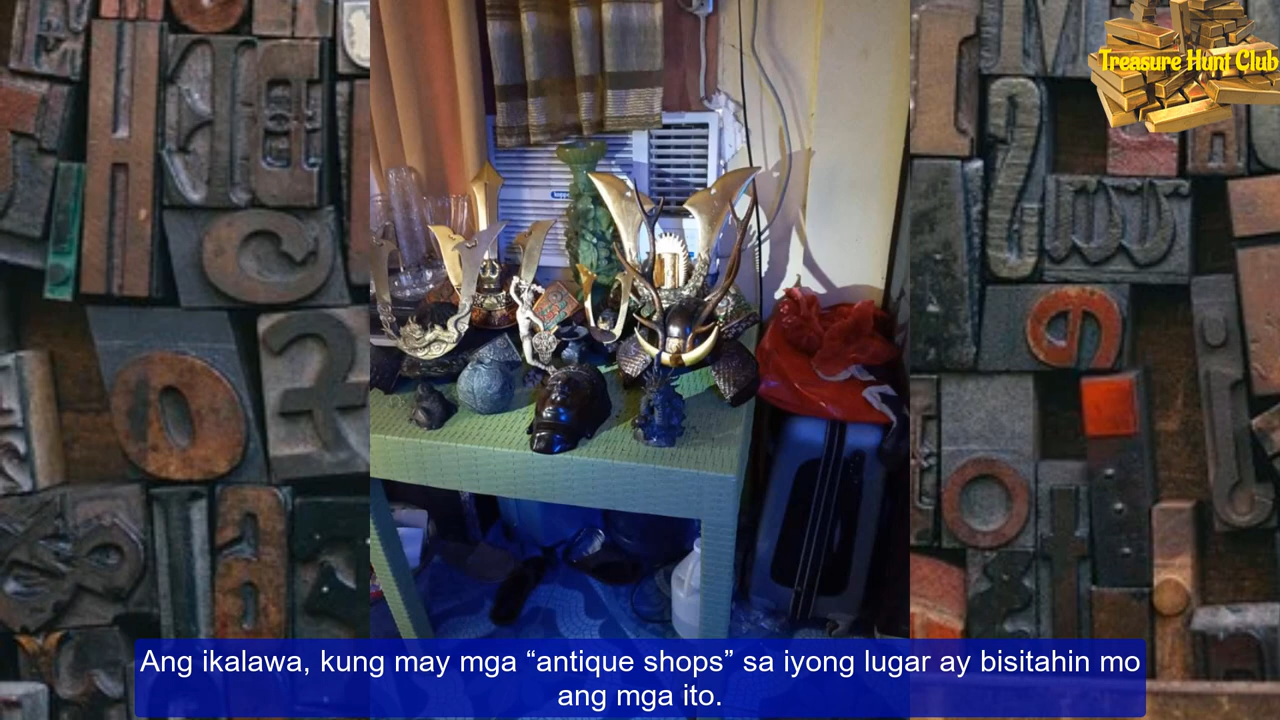 Treasure Hunt Club
Ang ikalawa, kung may mga “antique shops” sa iyong lugar ay bisitahin mo
ang mga ito.